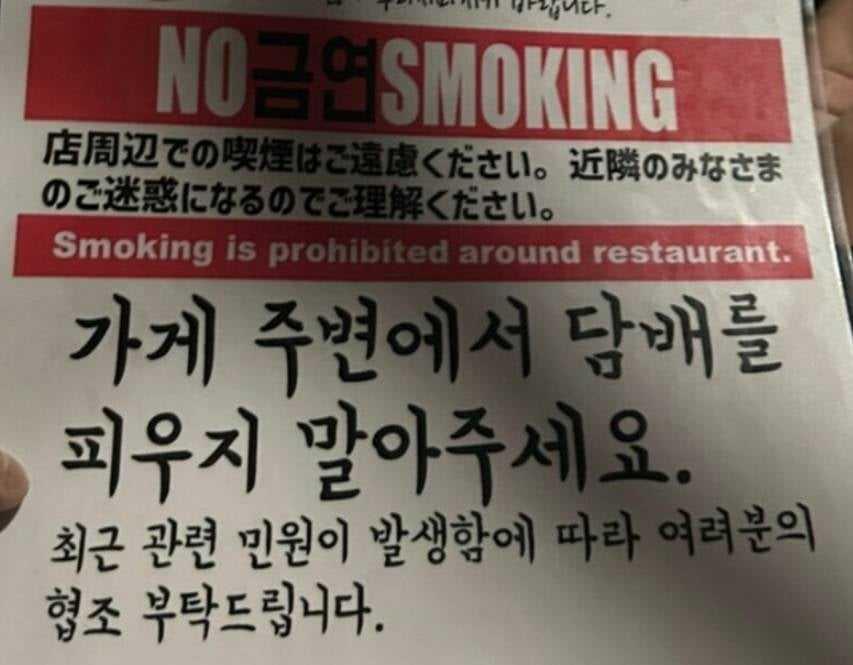 바랍니다.
NO금연SMOKING
店周辺での喫煙はご遠慮ください。近隣のみなさま
のご迷惑になるのでご理解ください。
Smoking is prohibited around restaurant.
가게 주변에서 담배를
피우지 말아주세요.
최근 관련 민원이 발생함에 따라 여러분의
협조 부탁드립니다.